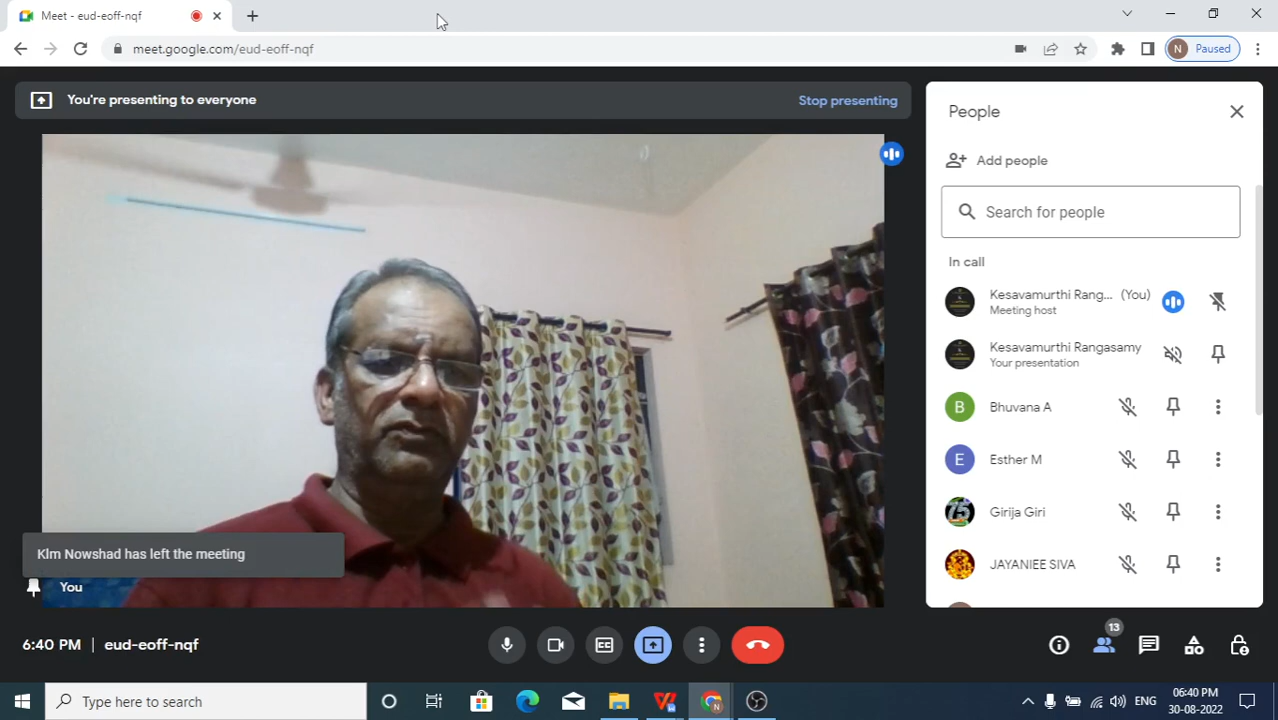 Meet - eud-eoff-nqf
meet.google.com/eud-eoff-nqf
N Paused
You're presenting to everyone
Stop presenting
People
Add people
Search for people
In call
Kesavamurthi Rang... (You)
Meeting host
Kesavamurthi Rangasamy
Your presentation
B Bhuvana A
E Esther M
75 Girija Giri
JAYANIEE SIVA
Klm Nowshad has left the meeting
You
6:40 PM | eud-eoff-nqf
CC
13
Type here to search
N
ENG
06:40 PM
30-08-2022